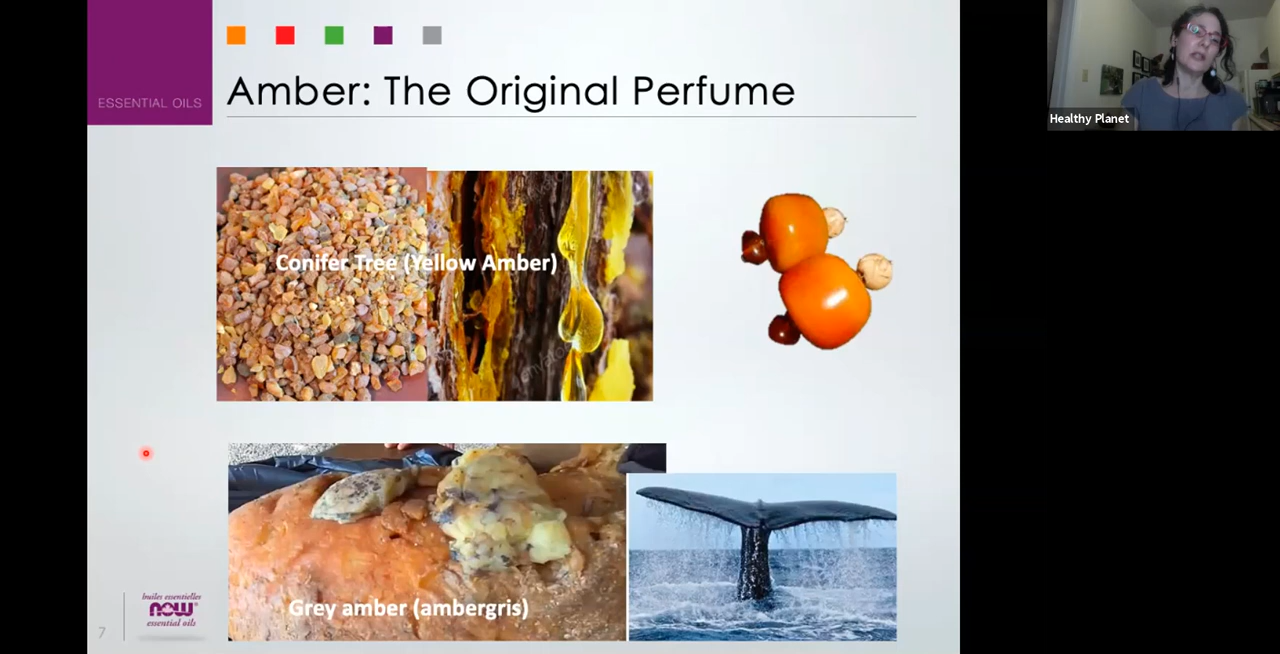 ESSENTIAL OILS
Amber: The Original Perfume
Healthy Planet
Conifer Tree (Yellow Amber)
Grey amber (ambergris)
7
huiles essentielles
NOW®
essential oils